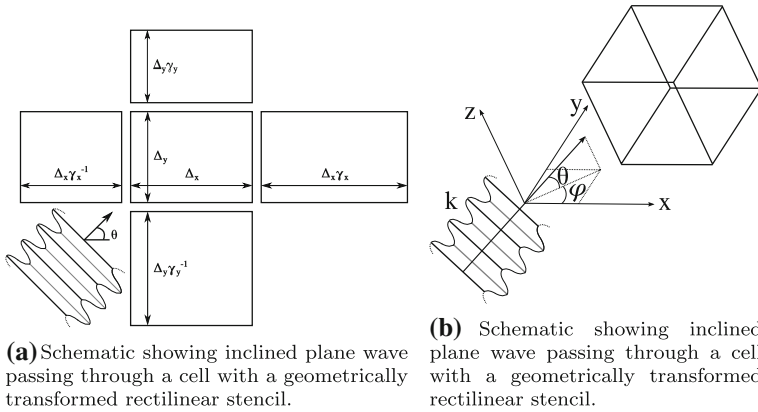 Δyγy
Δxγx⁻¹
Δy
Δx
Δxγx
θ
Δyγy⁻¹
(a) Schematic showing inclined plane wave
passing through a cell with a geometrically
transformed rectilinear stencil.
z
y
θ
φ
k
x
(b) Schematic showing inclined
plane wave passing through a cell
with a geometrically transformed
rectilinear stencil.